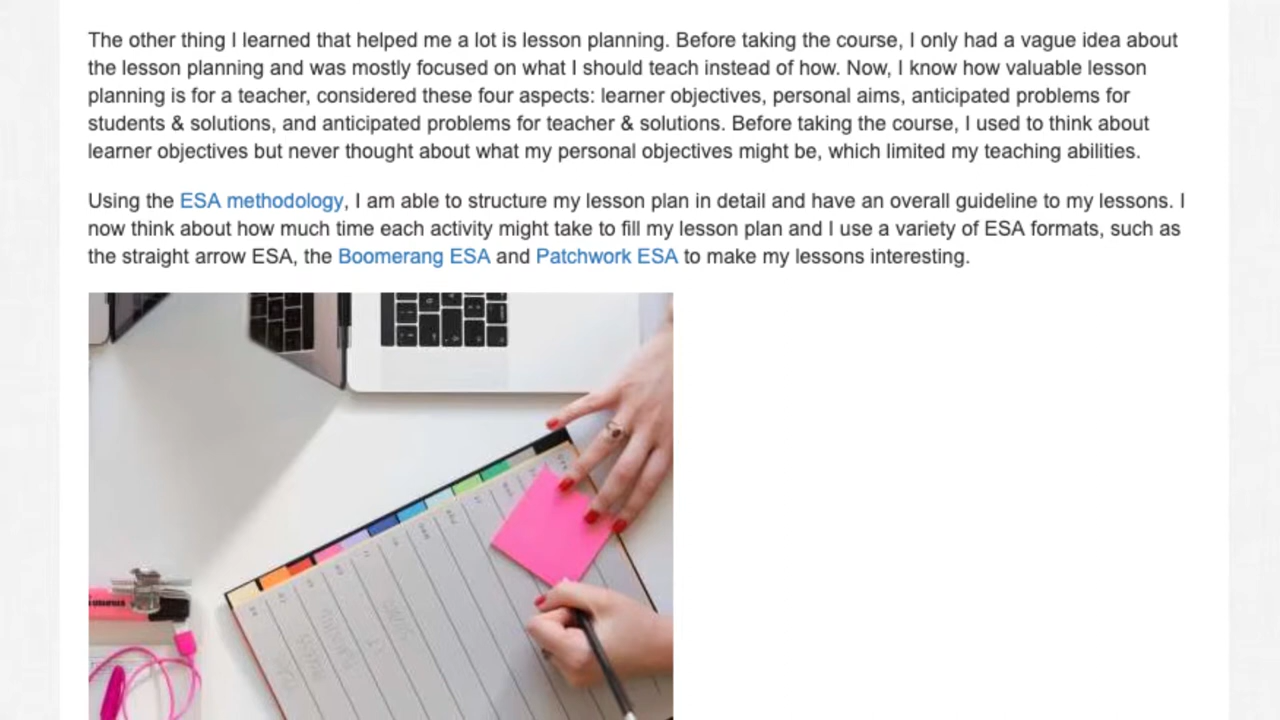 The other thing I learned that helped me a lot is lesson planning. Before taking the course, I only had a vague idea about
the lesson planning and was mostly focused on what I should teach instead of how. Now, I know how valuable lesson
planning is for a teacher, considered these four aspects: learner objectives, personal aims, anticipated problems for
students & solutions, and anticipated problems for teacher & solutions. Before taking the course, I used to think about
learner objectives but never thought about what my personal objectives might be, which limited my teaching abilities.
Using the ESA methodology, I am able to structure my lesson plan in detail and have an overall guideline to my lessons. I
now think about how much time each activity might take to fill my lesson plan and I use a variety of ESA formats, such as
the straight arrow ESA, the Boomerang ESA and Patchwork ESA to make my lessons interesting.